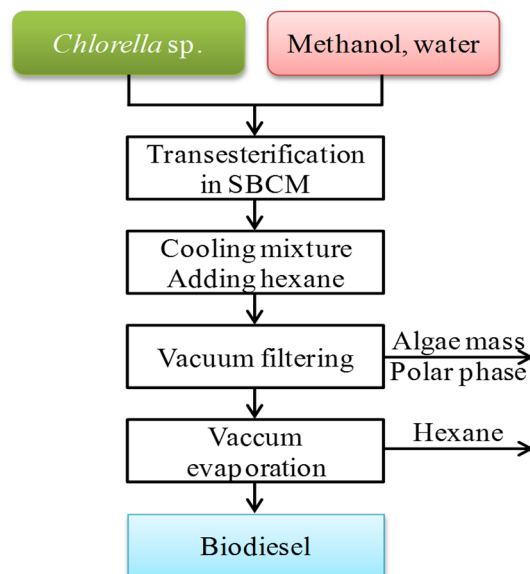 Chlorella sp.
Methanol, water
Transesterification
in SBCM
Cooling mixture
Adding hexane
Vacuum filtering
Algae mass
Polar phase
Vaccum
evaporation
Hexane
Biodiesel